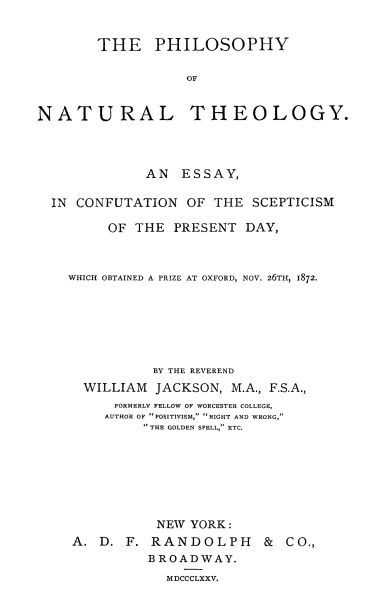 THE PHILOSOPHY
OF
NATURAL THEOLOGY.
AN ESSAY,
IN CONFUTATION OF THE SCEPTICISM
OF THE PRESENT DAY,
WHICH OBTAINED A PRIZE AT OXFORD, NOV. 26TH, 1872.
BY THE REVEREND
WILLIAM JACKSON, M.A., F.S.A.,
FORMERLY FELLOW OF WORCESTER COLLEGE,
AUTHOR OF "POSITIVISM," "RIGHT AND WRONG,"
"THE GOLDEN SPELL," ETC.
NEW YORK:
A. D. F. RANDOLPH & CO.,
BROADWAY.
MDCCCLXXV.